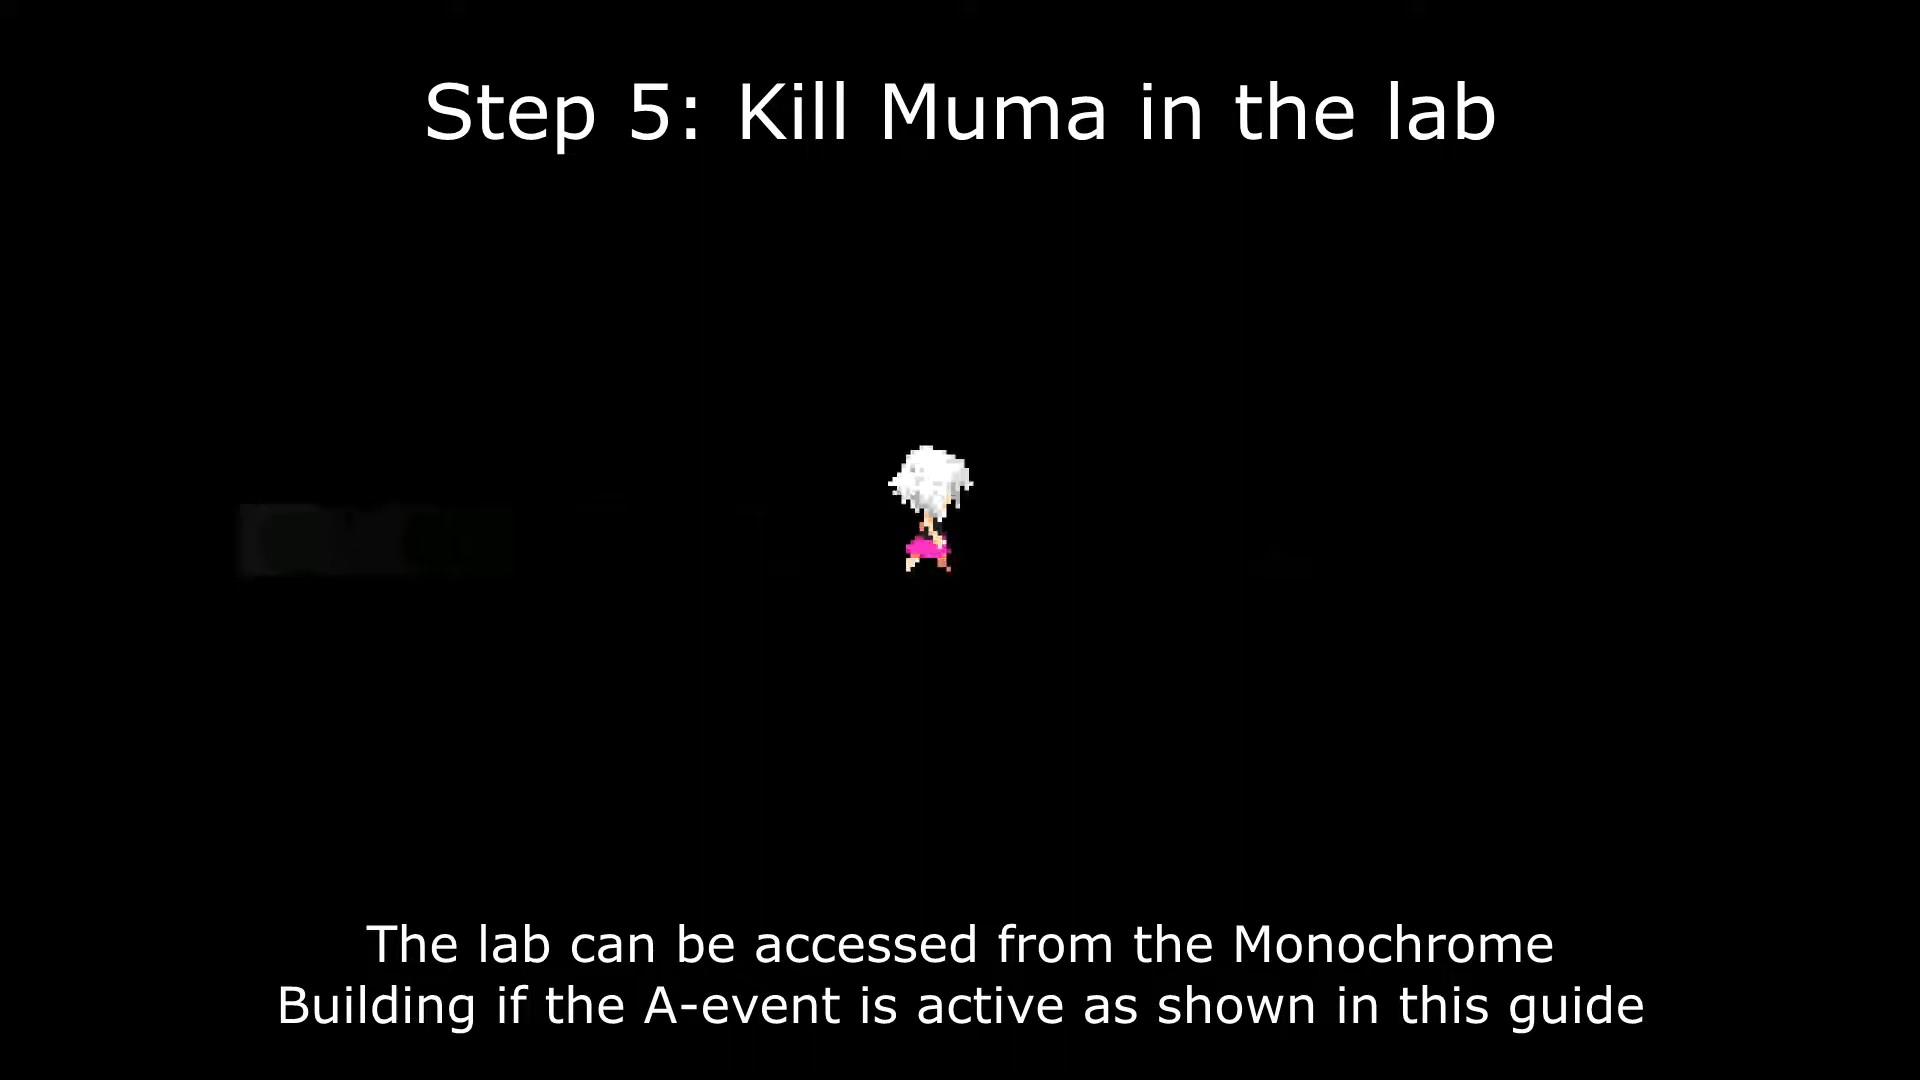 Step 5: Kill Muma in the lab
The lab can be accessed from the Monochrome
Building if the A-event is active as shown in this guide